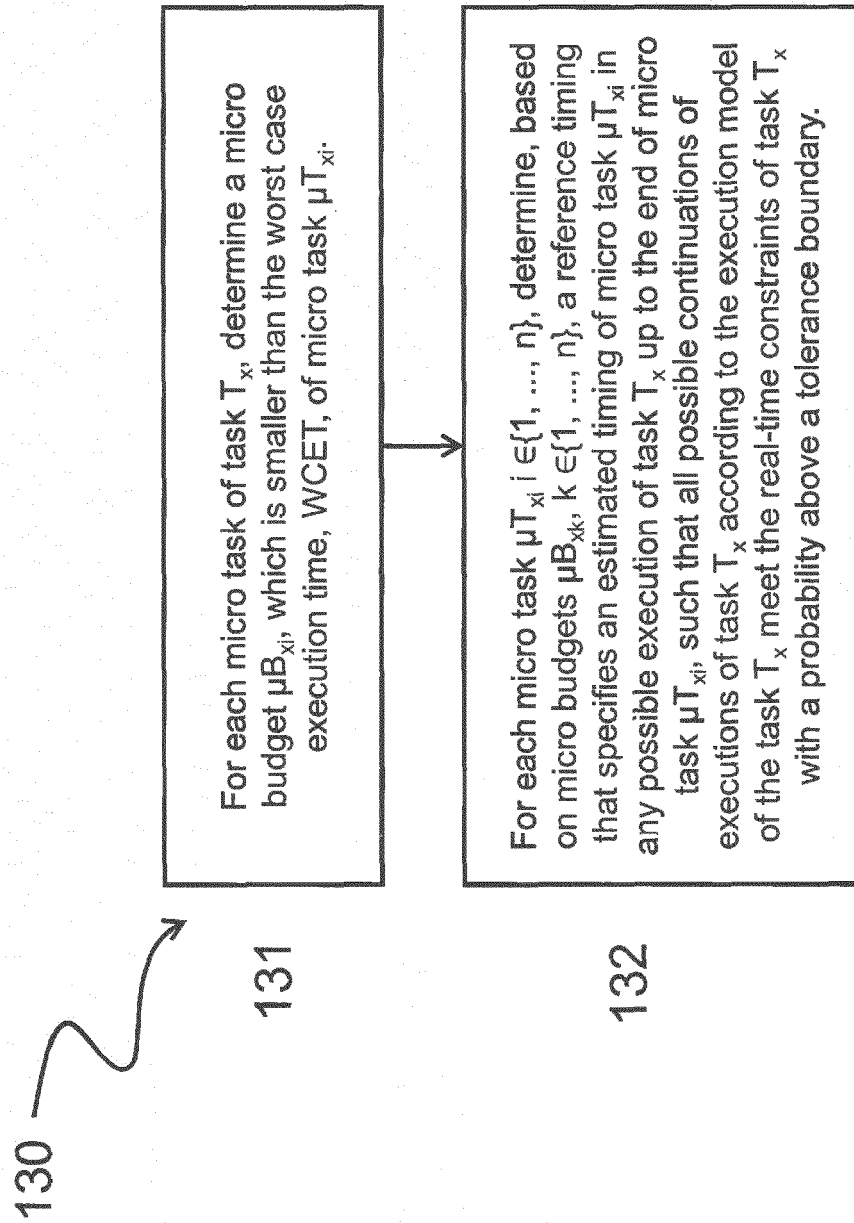 130
131
For each micro task of task Tₓ, determine a micro
budget µBₓᵢ, which is smaller than the worst case
execution time, WCET, of micro task µTₓᵢ.
132
For each micro task µTₓᵢ i ∈{1, ..., n}, determine, based
on micro budgets µBₓₖ, k ∈{1, ..., n}, a reference timing
that specifies an estimated timing of micro task µTₓᵢ in
any possible execution of task Tₓ up to the end of micro
task µTₓᵢ, such that all possible continuations of
executions of task Tₓ according to the execution model
of the task Tₓ meet the real-time constraints of task Tₓ
with a probability above a tolerance boundary.